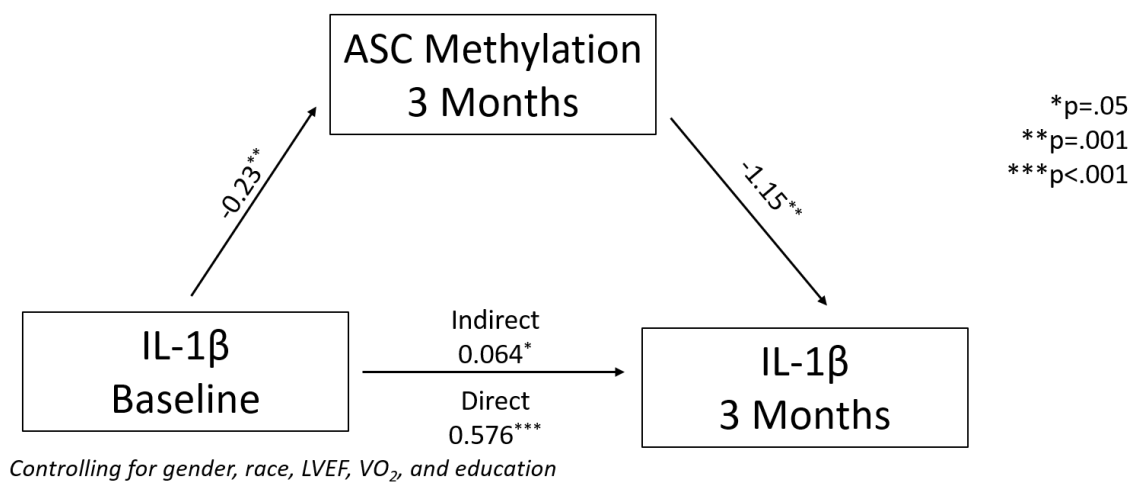 ASC Methylation
3 Months
*p=.05
**p=.001
***p<.001
-0.23**
-1.15**
IL-1β
Baseline
Indirect
0.064*
Direct
0.576***
IL-1β
3 Months
Controlling for gender, race, LVEF, VO₂, and education